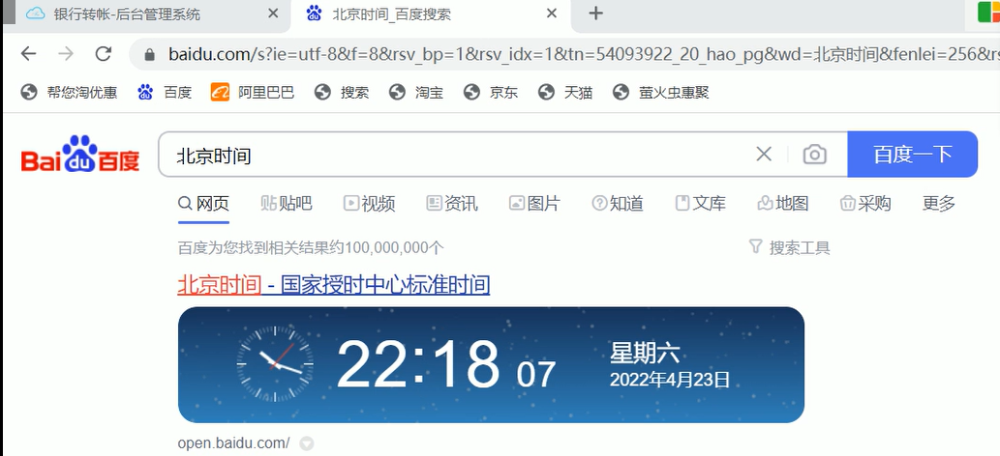 银行转帐-后台管理系统
北京时间_百度搜索
baidu.com/s?ie=utf-8&f=8&rsv_bp=1&rsv_idx=1&tn=54093922_20_hao_pg&wd=北京时间&fenlei=256&rs
帮您淘优惠 百度 阿里巴巴 搜索 淘宝 京东 天猫 萤火虫惠聚
Bai du 百度 北京时间 百度一下
网页 贴贴吧 视频 资讯 图片 知道 文库 地图 采购 更多
百度为您找到相关结果约100,000,000个 搜索工具
北京时间 - 国家授时中心标准时间
22:18 07 星期六
2022年4月23日
open.baidu.com/